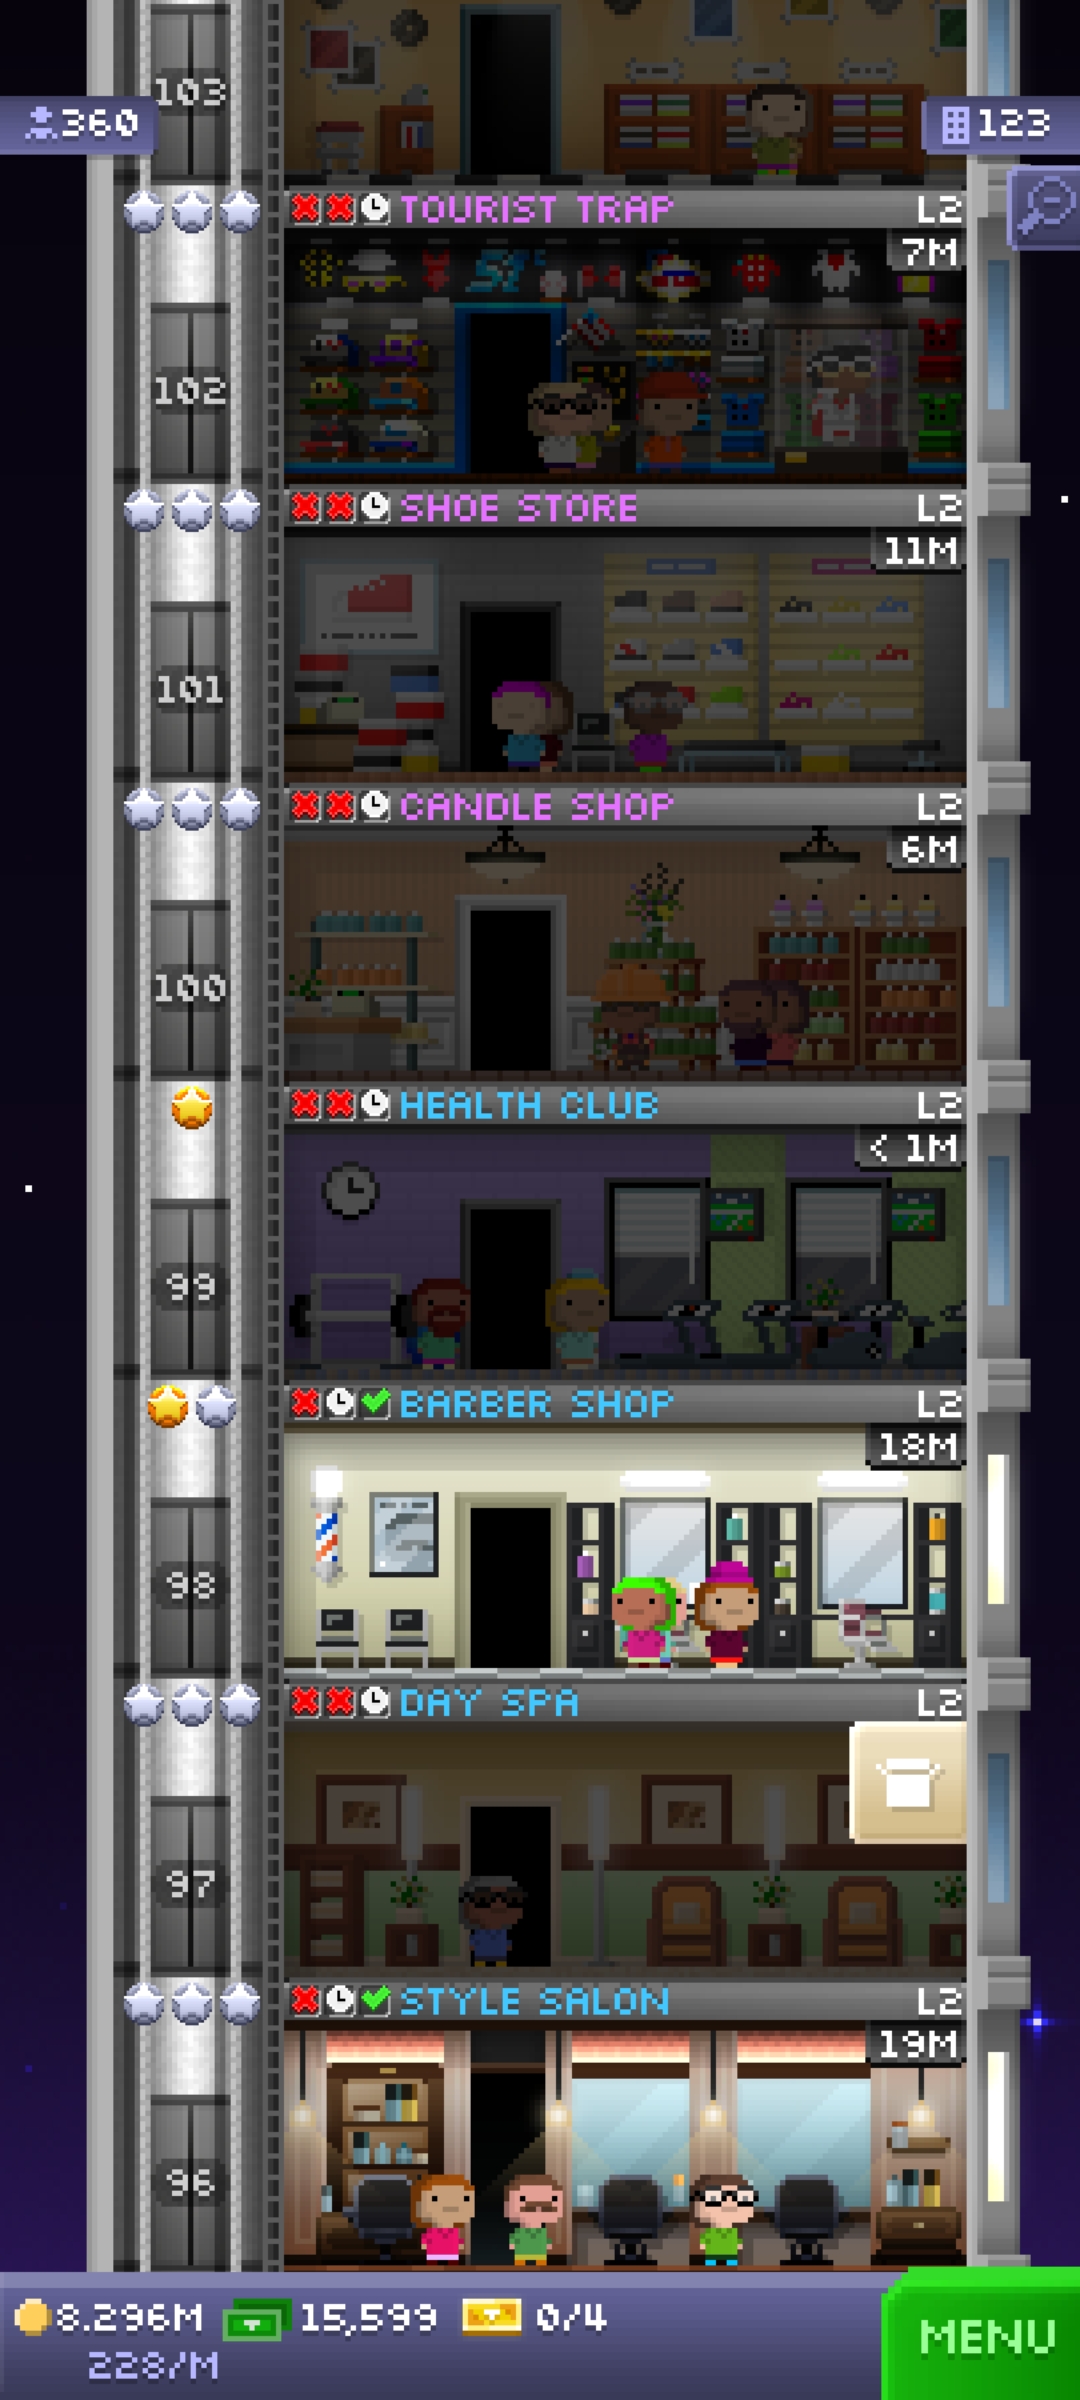 103
360
123
TOURIST TRAP L2
7M
102
SHOE STORE L2
11M
101
CANDLE SHOP L2
6M
100
HEALTH CLUB L2
< 1M
99
BARBER SHOP L2
18M
98
DAY SPA L2
97
STYLE SALON L2
19M
96
8.296M 15,599 0/4
228/M
MENU